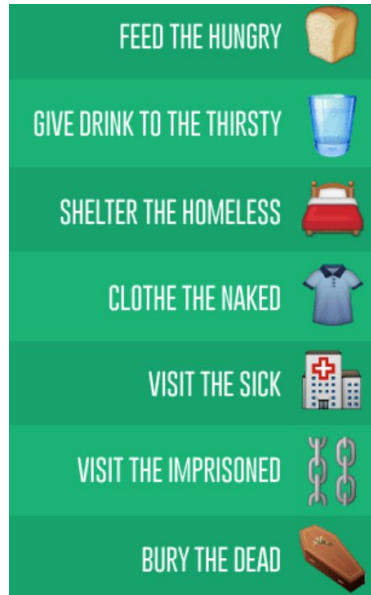 FEED THE HUNGRY
GIVE DRINK TO THE THIRSTY
SHELTER THE HOMELESS
CLOTHE THE NAKED
VISIT THE SICK
VISIT THE IMPRISONED
BURY THE DEAD